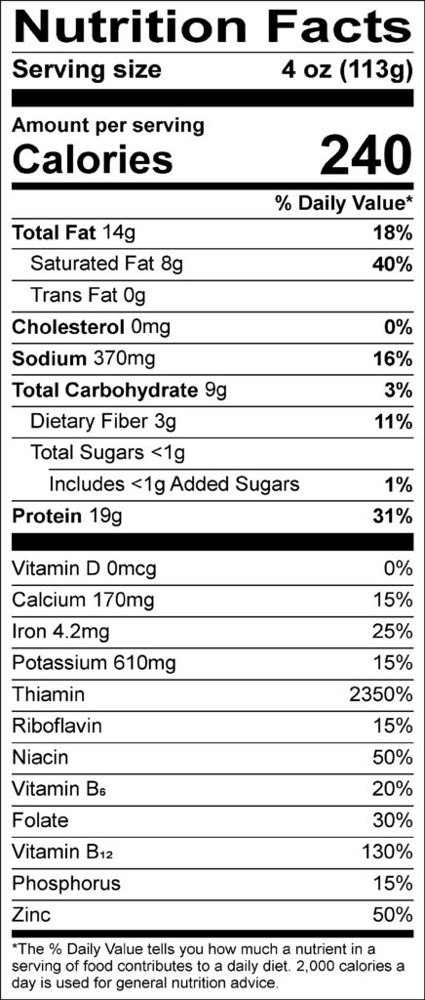 Nutrition Facts
Serving size 4 oz (113g)
Amount per serving
Calories 240
% Daily Value*
Total Fat 14g 18%
Saturated Fat 8g 40%
Trans Fat 0g
Cholesterol 0mg 0%
Sodium 370mg 16%
Total Carbohydrate 9g 3%
Dietary Fiber 3g 11%
Total Sugars <1g
Includes <1g Added Sugars 1%
Protein 19g 31%
Vitamin D 0mcg 0%
Calcium 170mg 15%
Iron 4.2mg 25%
Potassium 610mg 15%
Thiamin 2350%
Riboflavin 15%
Niacin 50%
Vitamin B₆ 20%
Folate 30%
Vitamin B₁₂ 130%
Phosphorus 15%
Zinc 50%
*The % Daily Value tells you how much a nutrient in a
serving of food contributes to a daily diet. 2,000 calories a
day is used for general nutrition advice.